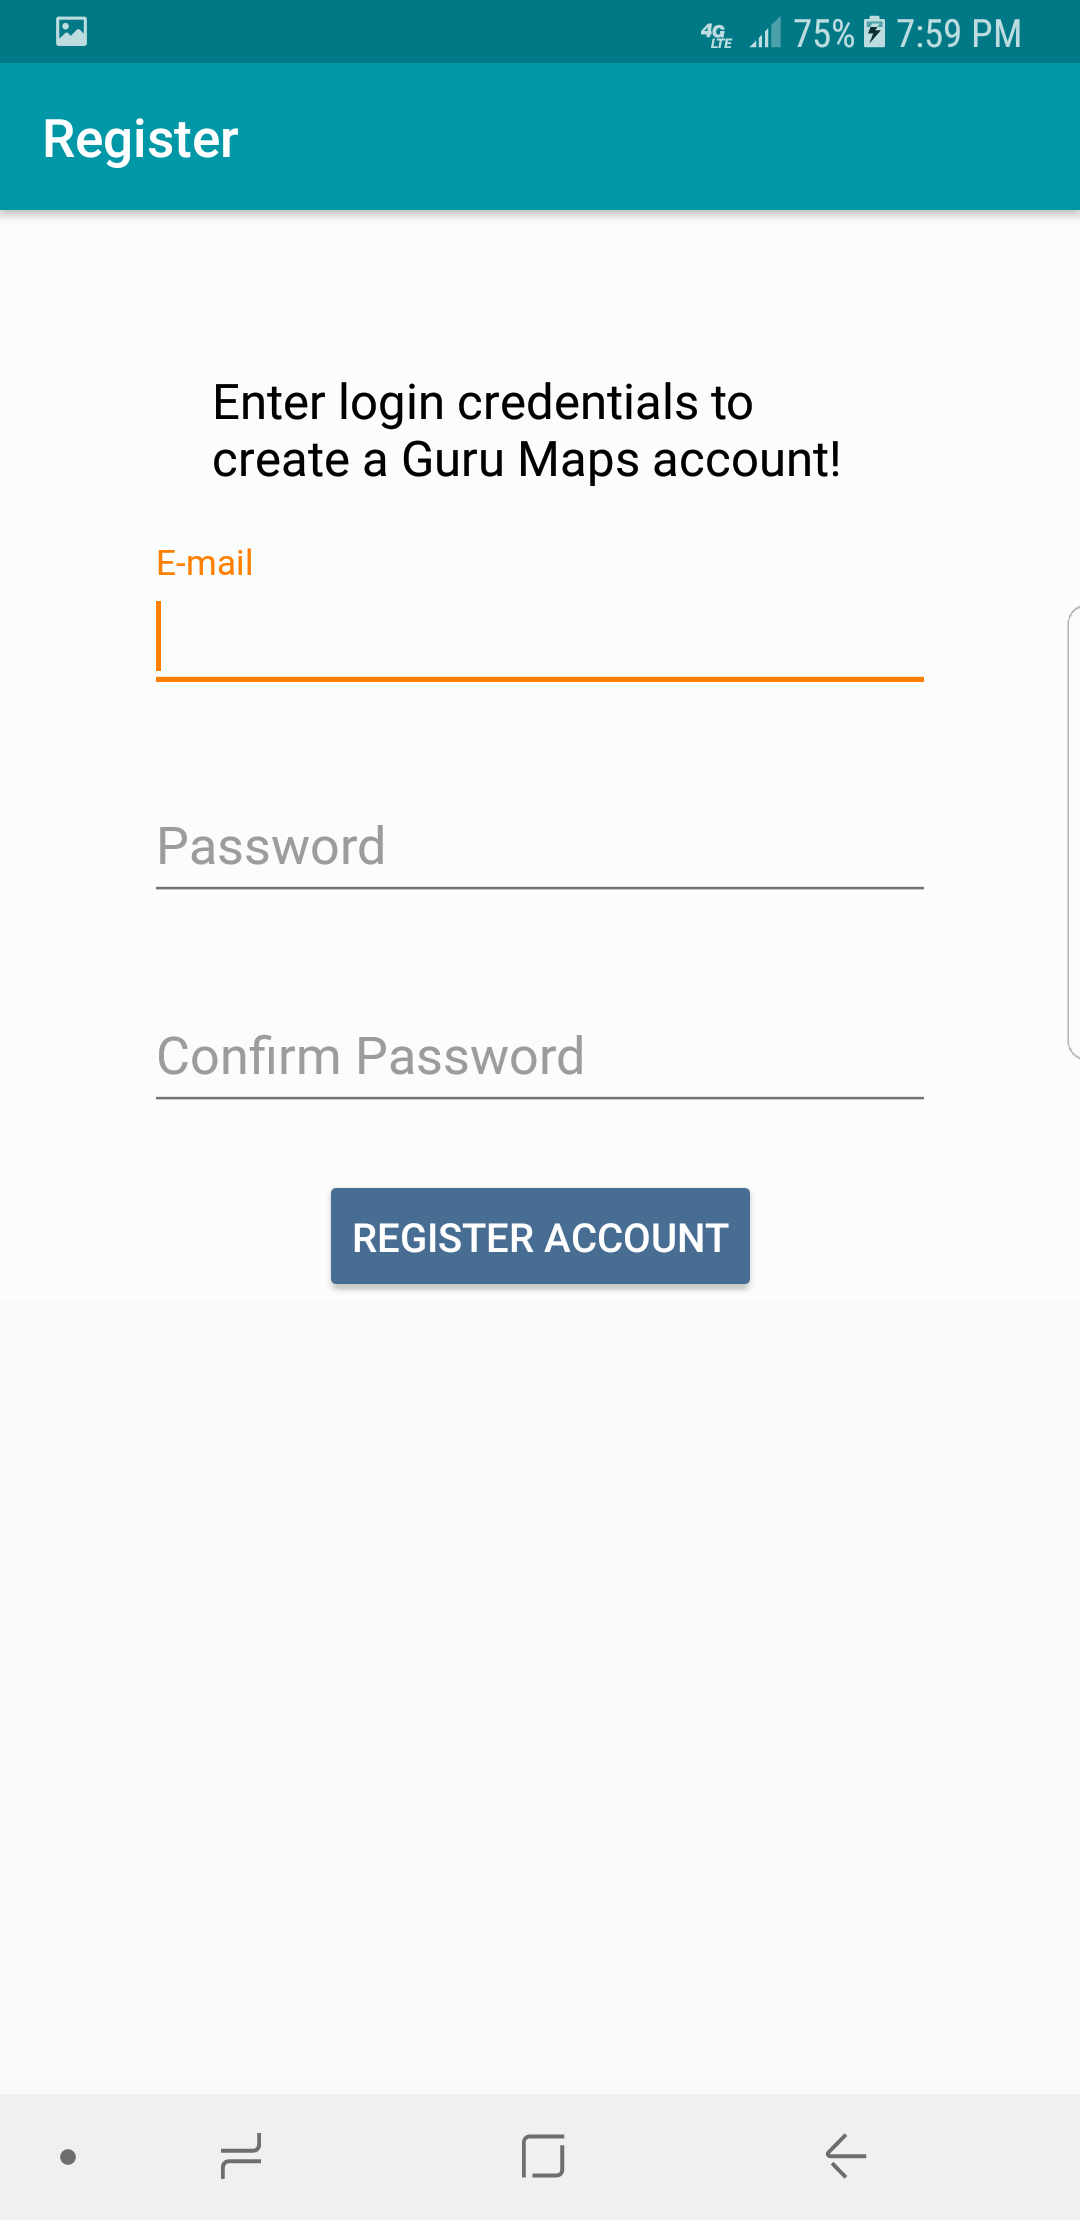 4G LTE 75% 7:59 PM
Register
Enter login credentials to
create a Guru Maps account!
E-mail
Password
Confirm Password
REGISTER ACCOUNT